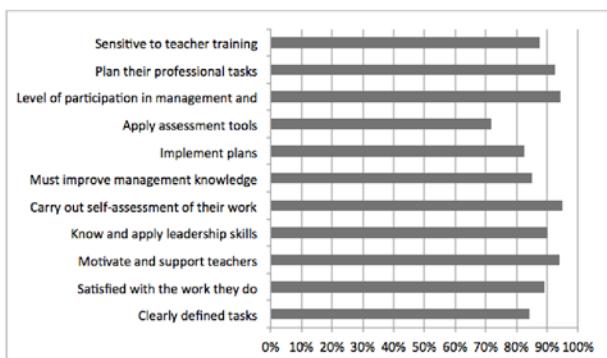 Sensitive to teacher training
Plan their professional tasks
Level of participation in management and
Apply assessment tools
Implement plans
Must improve management knowledge
Carry out self-assessment of their work
Know and apply leadership skills
Motivate and support teachers
Satisfied with the work they do
Clearly defined tasks
0% 10% 20% 30% 40% 50% 60% 70% 80% 90% 100%